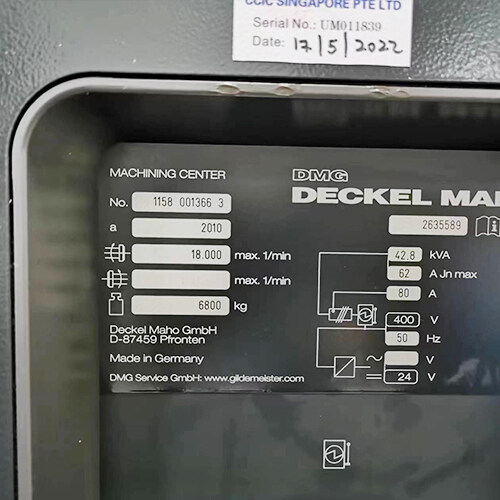 CCIC SINGAPORE PTE LTD
Serial No.: UM011839
Date: 17/5/2022
MACHINING CENTER
DMG
DECKEL MA
No. 1158 001366 3
2635589
a 2010
18.000 max. 1/min
max. 1/min
6800 kg
42.8 kVA
62 A Jn max
80 A
400 V
50 Hz
V
24 V
Deckel Maho GmbH
D-87459 Pfronten
Made in Germany
DMG Service GmbH: www.gildemeister.com